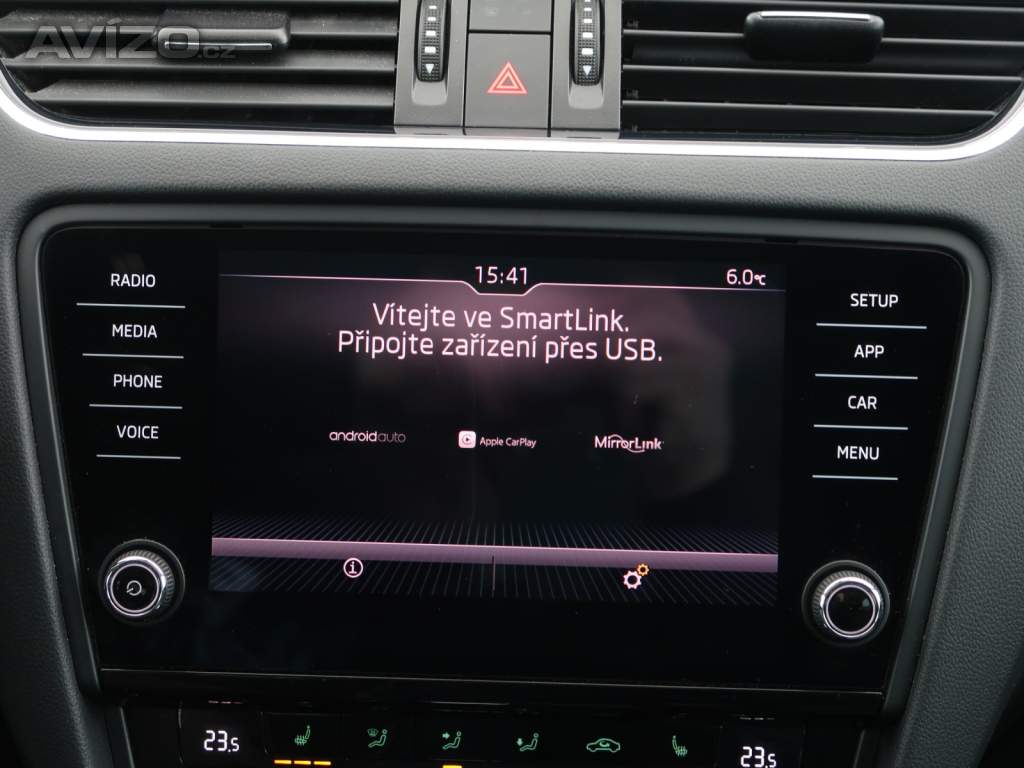 AVÍZO.cz
15:41
6.0°C
RADIO
MEDIA
PHONE
VOICE
Vítejte ve SmartLink.
Připojte zařízení přes USB.
androidauto
Apple CarPlay
MirrorLink
SETUP
APP
CAR
MENU
23.5
23.5